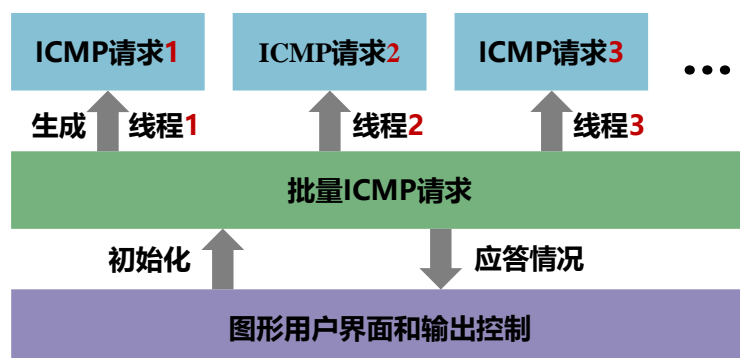 ICMP请求1 ICMP请求2 ICMP请求3 ...
生成 线程1 线程2 线程3
批量ICMP请求
初始化 应答情况
图形用户界面和输出控制